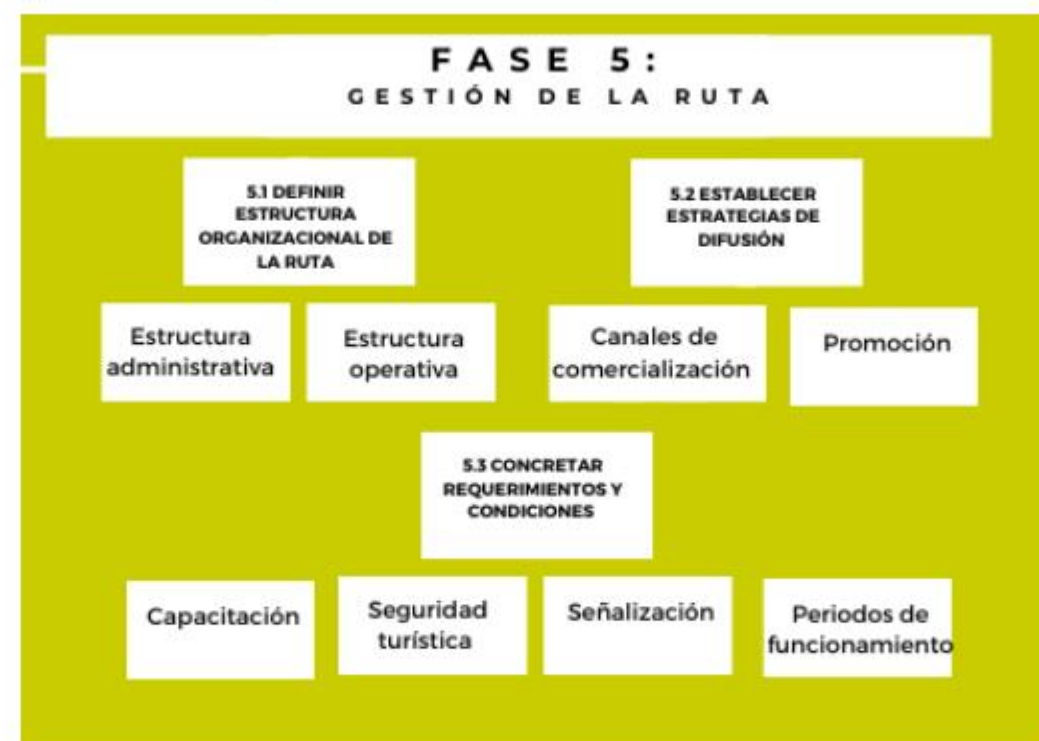 FASE 5:
GESTIÓN DE LA RUTA
5.1 DEFINIR
ESTRUCTURA
ORGANIZACIONAL DE
LA RUTA
5.2 ESTABLECER
ESTRATEGIAS DE
DIFUSIÓN
Estructura
administrativa
Estructura
operativa
Canales de
comercialización
Promoción
5.3 CONCRETAR
REQUERIMIENTOS Y
CONDICIONES
Capacitación
Seguridad
turística
Señalización
Periodos de
funcionamiento